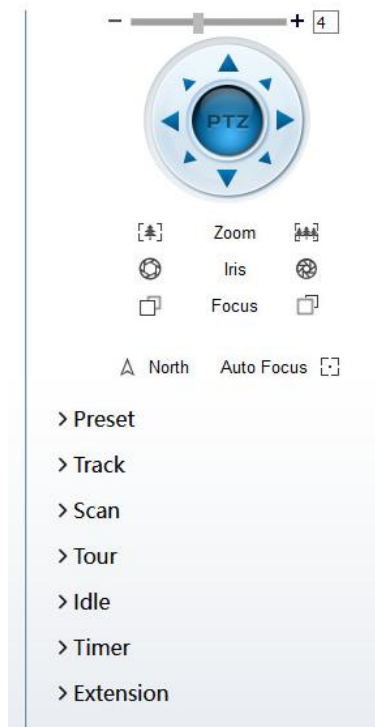 − + 4
PTZ
Zoom
Iris
Focus
North Auto Focus
> Preset
> Track
> Scan
> Tour
> Idle
> Timer
> Extension